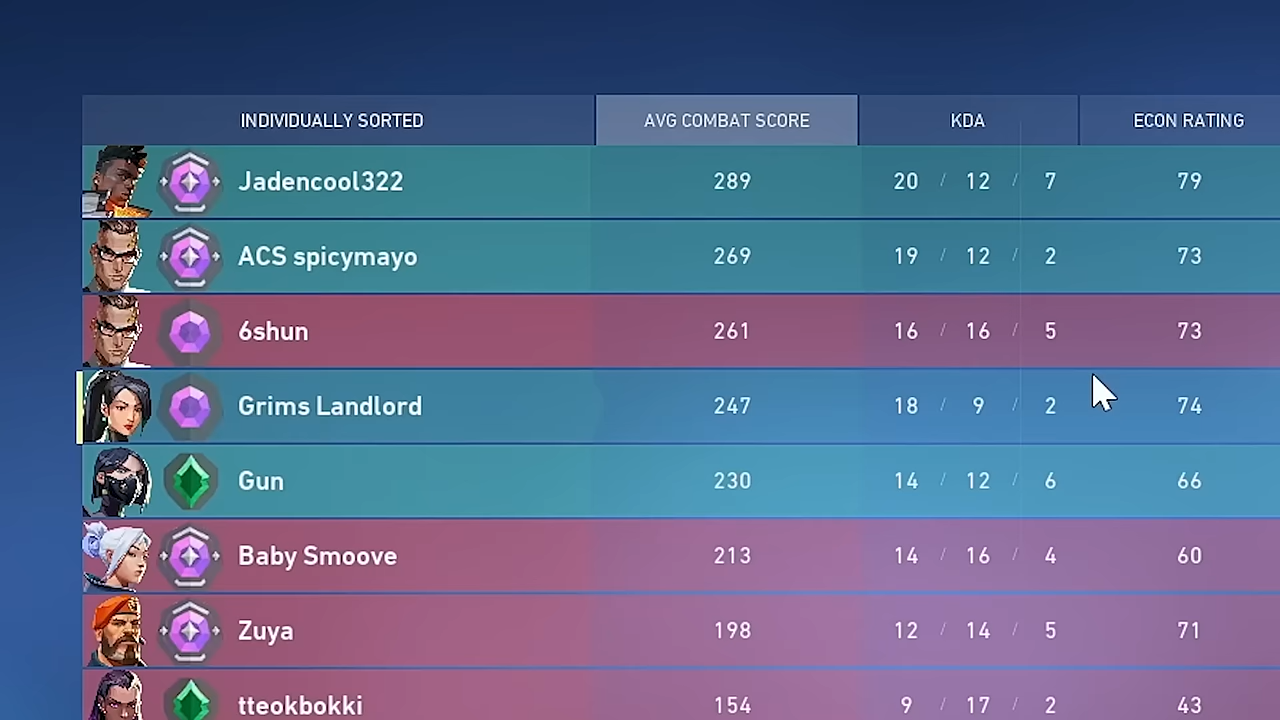 INDIVIDUALLY SORTED AVG COMBAT SCORE KDA ECON RATING
Jadencool322 289 20 / 12 / 7 79
ACS spicymayo 269 19 / 12 / 2 73
6shun 261 16 / 16 / 5 73
Grims Landlord 247 18 / 9 / 2 74
Gun 230 14 / 12 / 6 66
Baby Smoove 213 14 / 16 / 4 60
Zuya 198 12 / 14 / 5 71
tteokbokki 154 9 / 17 / 2 43